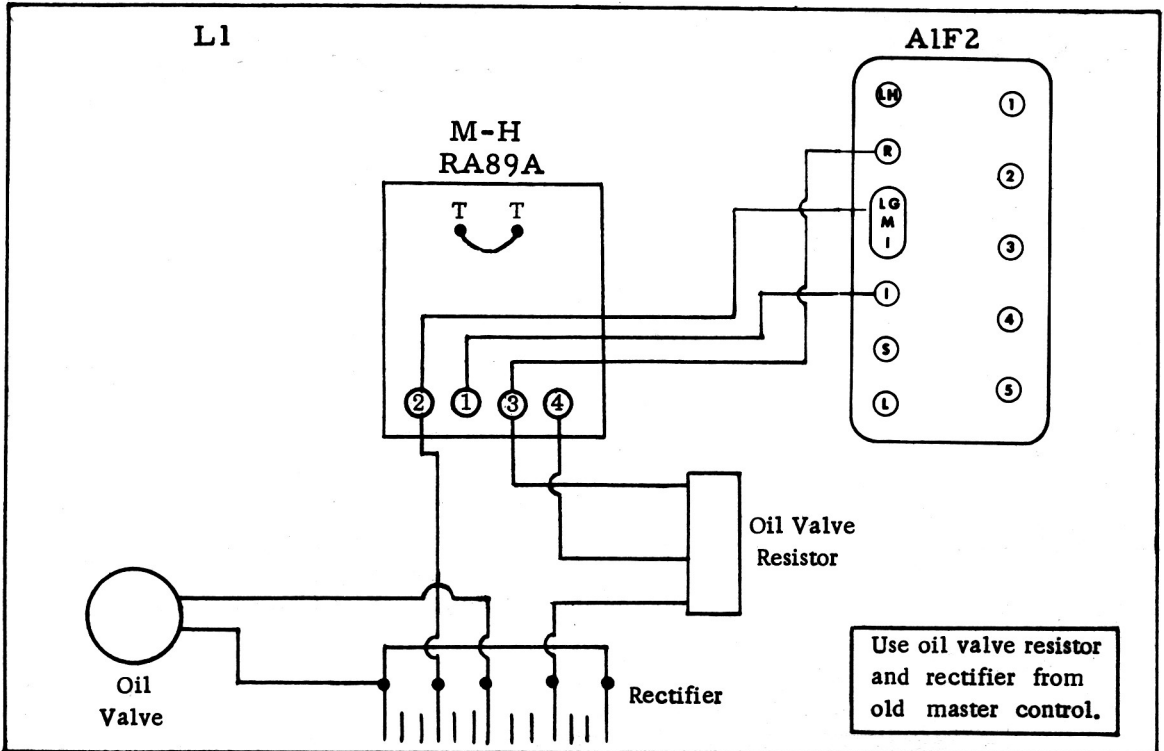 L1
A1F2
M-H
RA89A
T T
LH
R
LG
M
I
I
S
L
1
2
3
4
5
2 1 3 4
Oil Valve
Resistor
Oil
Valve
Rectifier
Use oil valve resistor
and rectifier from
old master control.